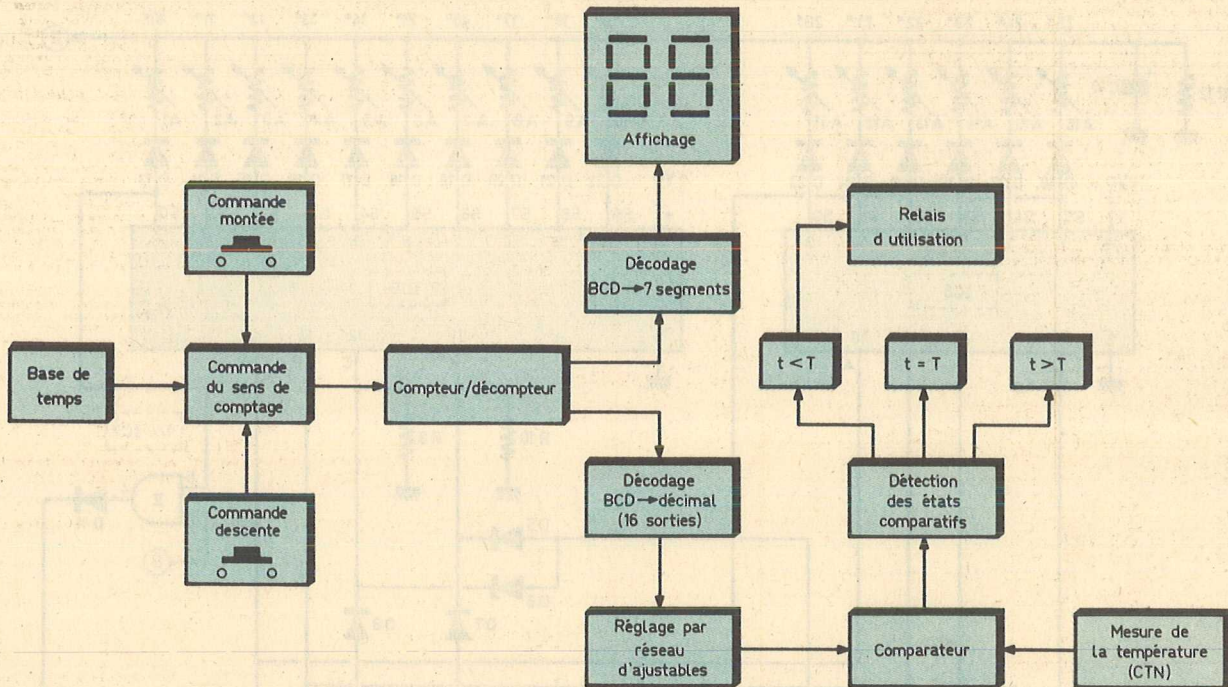 Affichage
Commande
montée
Relais
d utilisation
Décodage
BCD→7 segments
Base de
temps
Commande
du sens de
comptage
Compteur/décompteur
t < T
t = T
t > T
Commande
descente
Décodage
BCD→décimal
(16 sorties)
Détection
des états
comparatifs
Réglage par
réseau
d'ajustables
Comparateur
Mesure de
la température
(CTN)